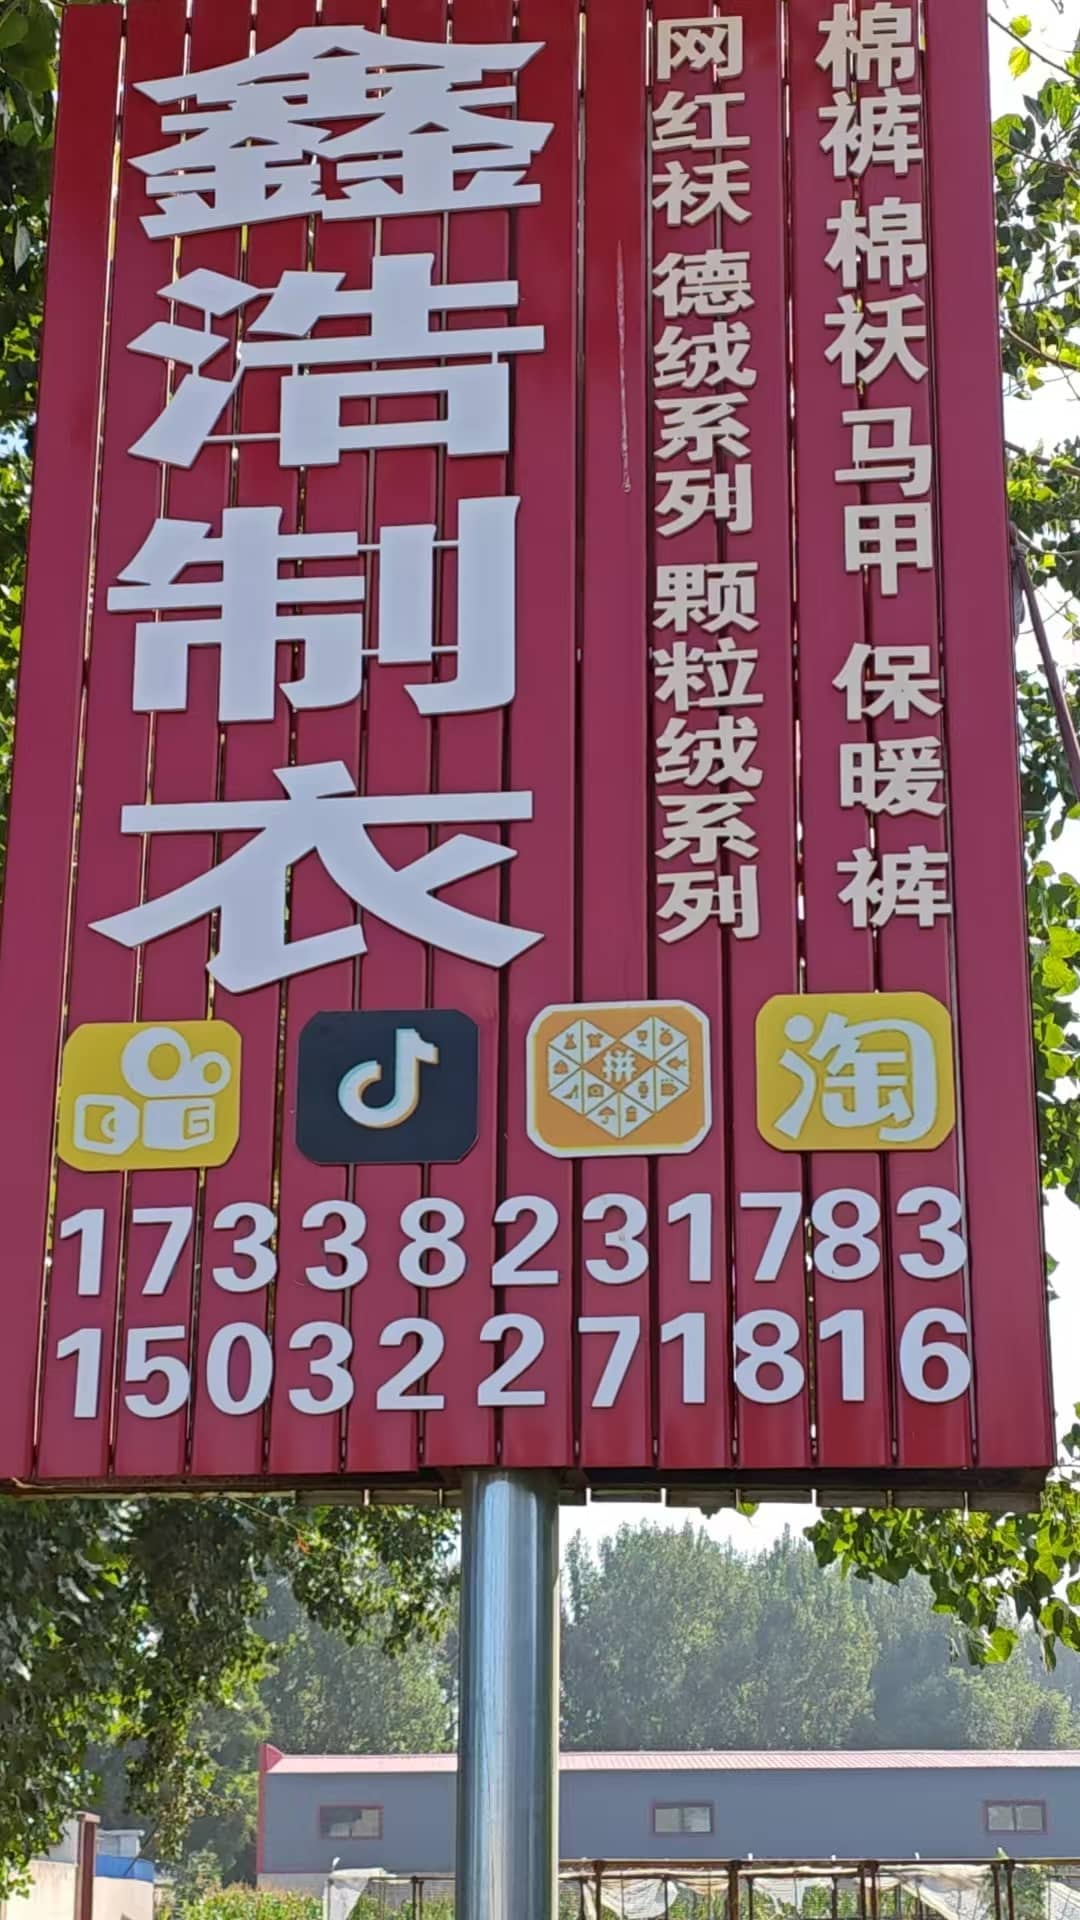 鑫浩制衣
网红袄 德绒系列 颗粒绒系列
棉裤 棉袄 马甲 保暖裤
拼
淘
17338231783
15032271816